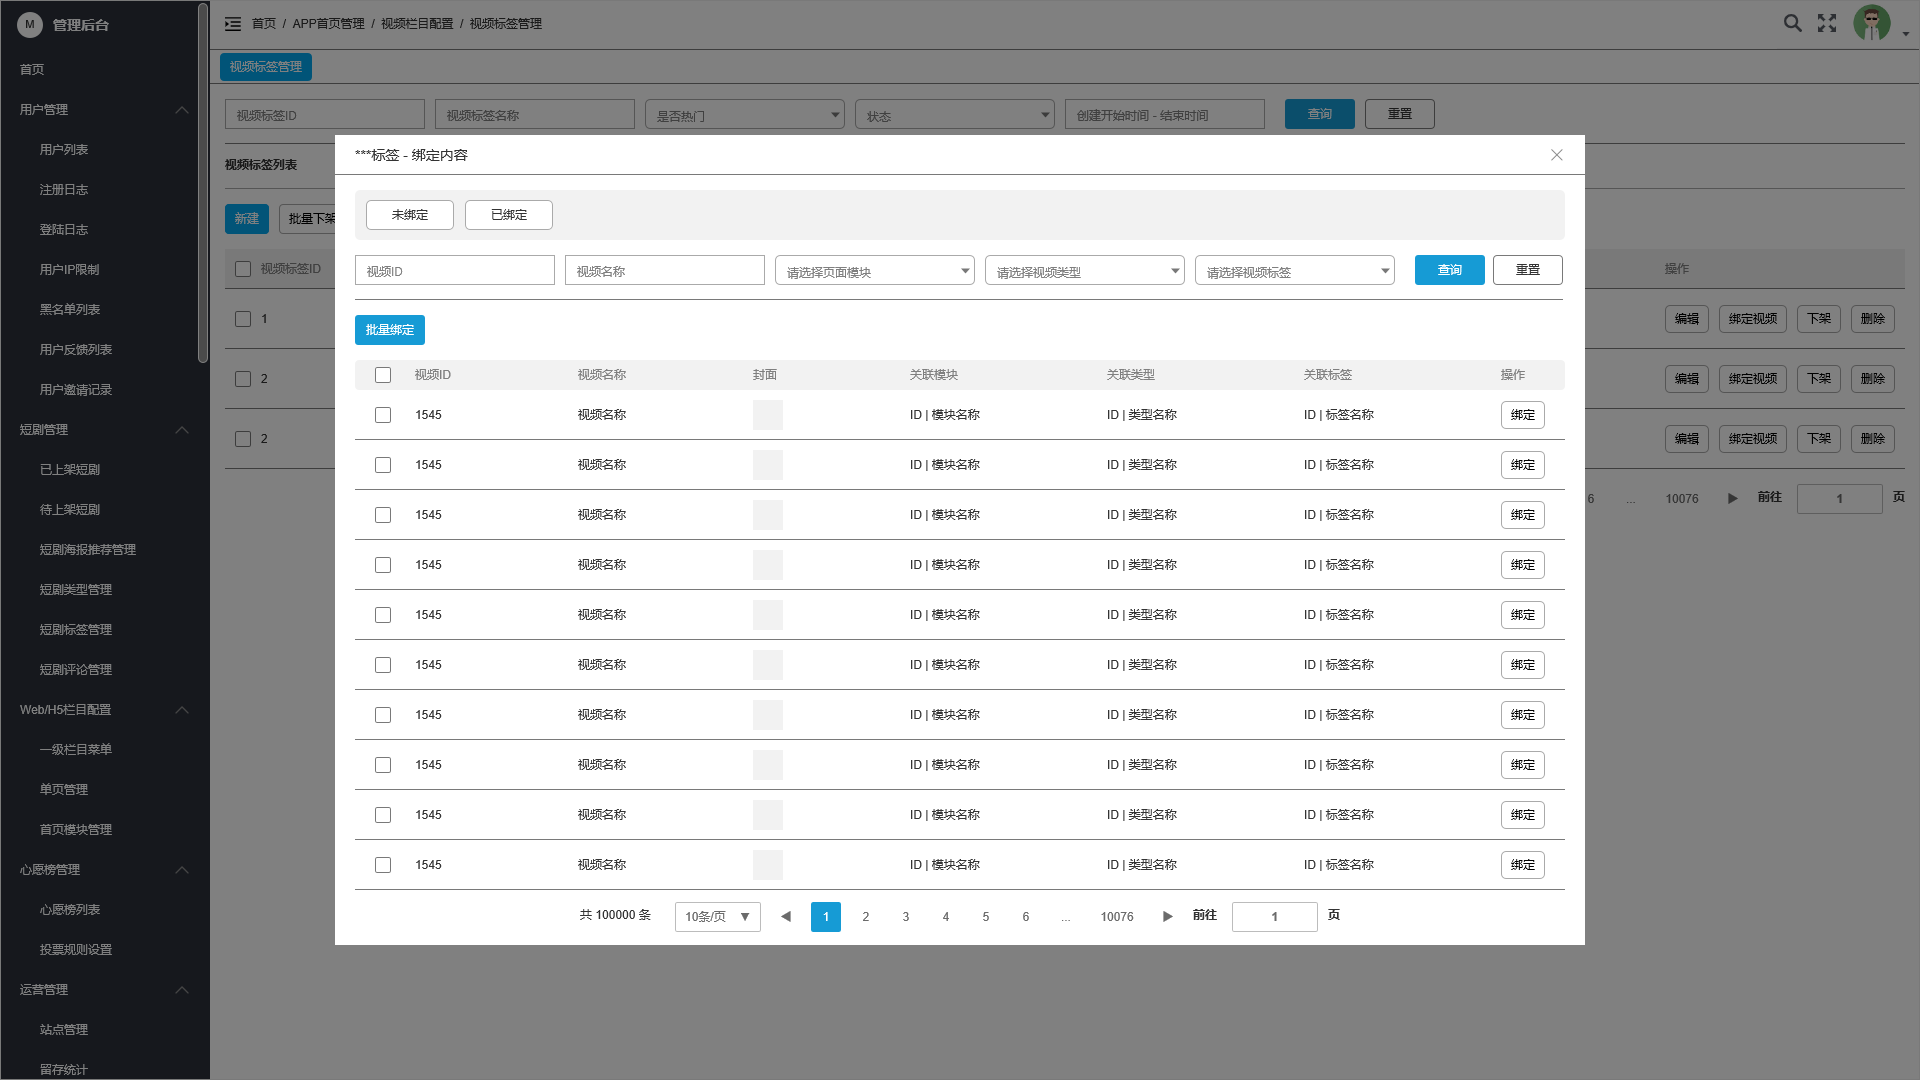 M 管理后台
首页 / APP首页管理 / 视频栏目配置 / 视频标签管理
首页
用户管理
用户列表
注册日志
登陆日志
用户IP限制
黑名单列表
用户反馈列表
用户邀请记录
短剧管理
已上架短剧
待上架短剧
短剧海报推荐管理
短剧类型管理
短剧标签管理
短剧评论管理
Web/H5栏目配置
一级栏目菜单
单页管理
首页模块管理
心愿榜管理
心愿榜列表
投票规则设置
运营管理
站点管理
留存统计
视频标签管理
视频标签ID 视频标签名称 是否热门 状态 创建开始时间 - 结束时间 查询 重置
视频标签列表
新建 批量下架
视频标签ID 操作
1 编辑 绑定视频 下架 删除
2 编辑 绑定视频 下架 删除
2 编辑 绑定视频 下架 删除
6 ... 10076 ▶ 前往 1 页
***标签 - 绑定内容
未绑定 已绑定
视频ID 视频名称 请选择页面模块 请选择视频类型 请选择视频标签 查询 重置
批量绑定
视频ID 视频名称 封面 关联模块 关联类型 关联标签 操作
1545 视频名称 ID | 模块名称 ID | 类型名称 ID | 标签名称 绑定
1545 视频名称 ID | 模块名称 ID | 类型名称 ID | 标签名称 绑定
1545 视频名称 ID | 模块名称 ID | 类型名称 ID | 标签名称 绑定
1545 视频名称 ID | 模块名称 ID | 类型名称 ID | 标签名称 绑定
1545 视频名称 ID | 模块名称 ID | 类型名称 ID | 标签名称 绑定
1545 视频名称 ID | 模块名称 ID | 类型名称 ID | 标签名称 绑定
1545 视频名称 ID | 模块名称 ID | 类型名称 ID | 标签名称 绑定
1545 视频名称 ID | 模块名称 ID | 类型名称 ID | 标签名称 绑定
1545 视频名称 ID | 模块名称 ID | 类型名称 ID | 标签名称 绑定
1545 视频名称 ID | 模块名称 ID | 类型名称 ID | 标签名称 绑定
共 100000 条 10条/页 ▼ ◀ 1 2 3 4 5 6 ... 10076 ▶ 前往 1 页